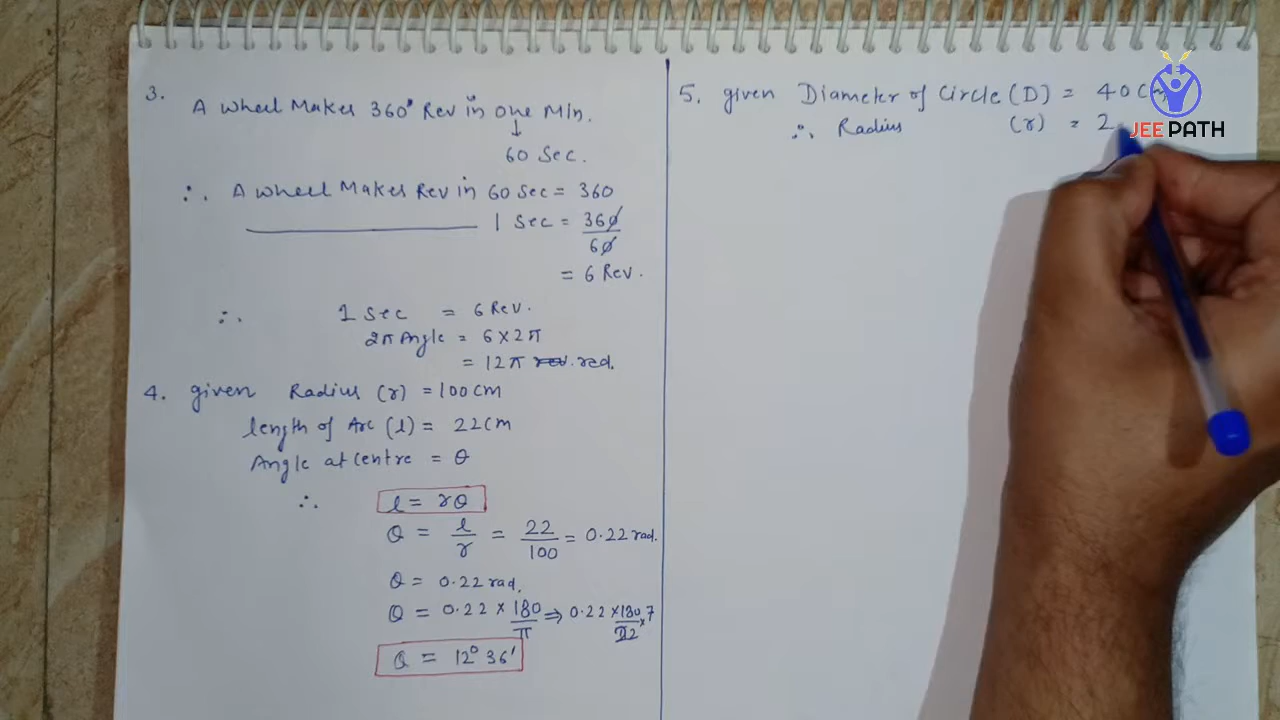 3.
A wheel Makes 360° Rev in one Min.
↓
60 Sec.
∴ A wheel Makes Rev in 60 Sec = 360
1 Sec = 360/60
= 6 Rev.
∴ 1 Sec = 6 Rev.
2π Angle = 6 × 2π
= 12π rad.
4. given Radius (r) = 100 cm
length of Arc (l) = 22 cm
Angle at centre = θ
∴ l = rθ
θ = l/r = 22/100 = 0.22 rad.
θ = 0.22 rad.
θ = 0.22 × 180/π ⇒ 0.22 × 180/22 × 7
θ = 12° 36'
5. given Diameter of Circle (D) = 40 cm
∴ Radius (r) = 2
JEE PATH